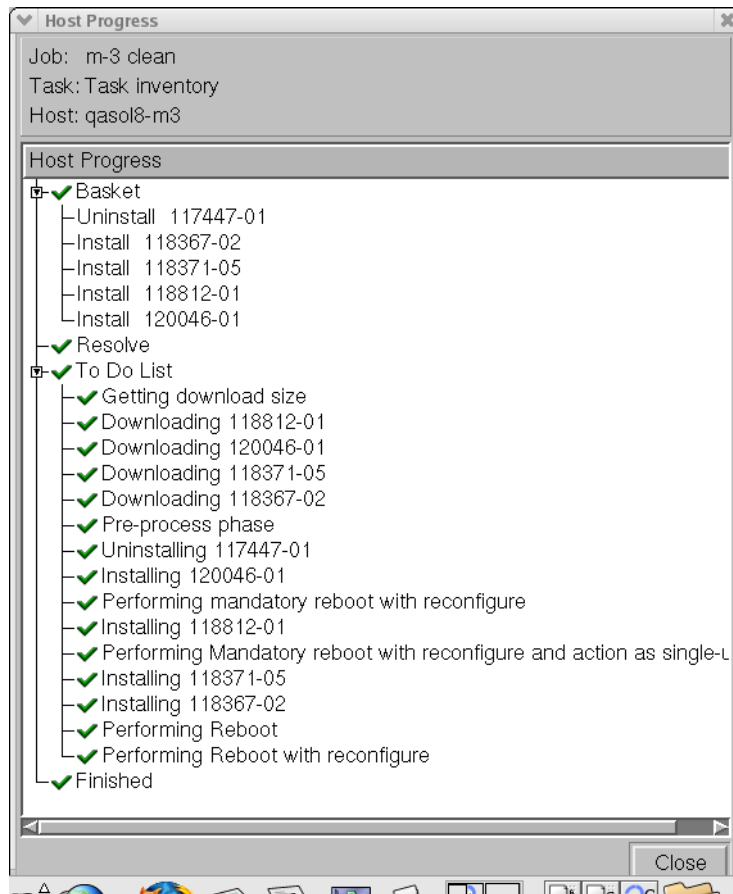 Host Progress
Job: m-3 clean
Task: Task inventory
Host: qasol8-m3
Host Progress
Basket
Uninstall 117447-01
Install 118367-02
Install 118371-05
Install 118812-01
Install 120046-01
Resolve
To Do List
Getting download size
Downloading 118812-01
Downloading 120046-01
Downloading 118371-05
Downloading 118367-02
Pre-process phase
Uninstalling 117447-01
Installing 120046-01
Performing mandatory reboot with reconfigure
Installing 118812-01
Performing Mandatory reboot with reconfigure and action as single-u
Installing 118371-05
Installing 118367-02
Performing Reboot
Performing Reboot with reconfigure
Finished
Close